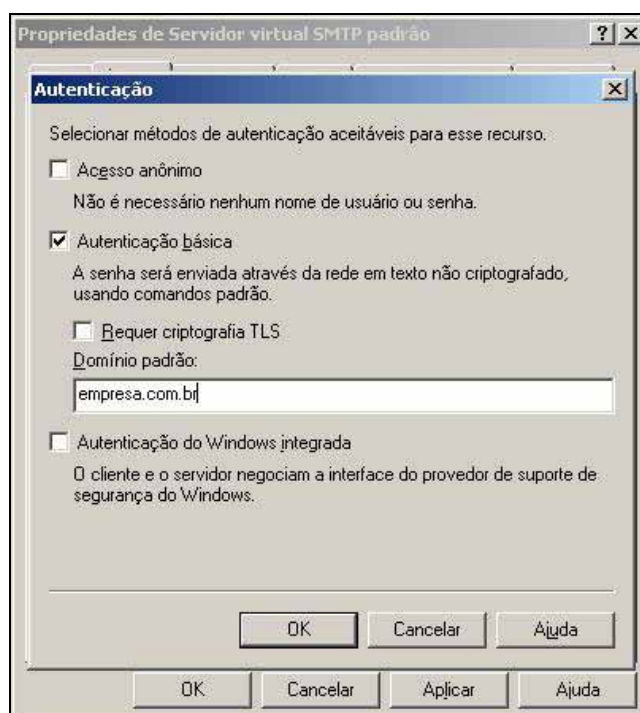 Propriedades de Servidor virtual SMTP padrão
Autenticação
Selecionar métodos de autenticação aceitáveis para esse recurso.
Acesso anônimo
Não é necessário nenhum nome de usuário ou senha.
Autenticação básica
A senha será enviada através da rede em texto não criptografado,
usando comandos padrão.
Requer criptografia TLS
Domínio padrão:
empresa.com.br
Autenticação do Windows integrada
O cliente e o servidor negociam a interface do provedor de suporte de
segurança do Windows.
OK Cancelar Ajuda
OK Cancelar Aplicar Ajuda